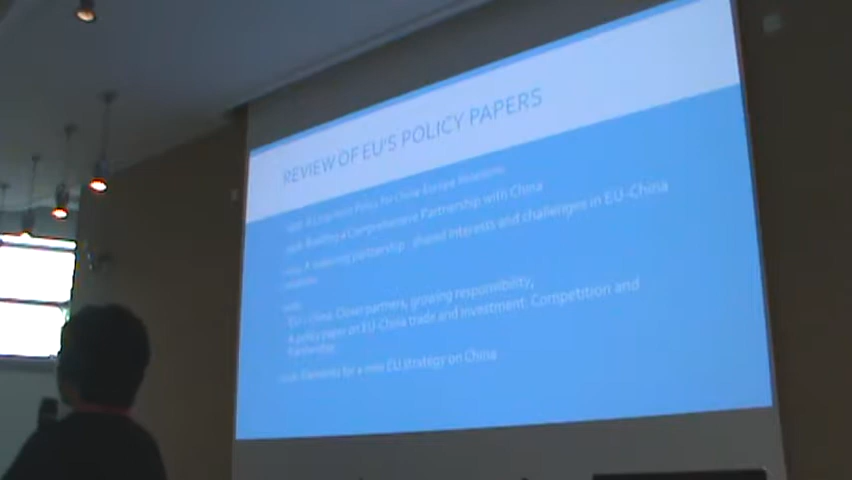 REVIEW OF EU'S POLICY PAPERS
A Long term Policy for China Europe Relations
Building a Comprehensive Partnership with China
A maturing partnership: shared interests and challenges in EU-China
relations
EU – China: Closer partners, growing responsibility,
A policy paper on EU-China trade and investment: Competition and
Partnership
Elements for a new EU strategy on China